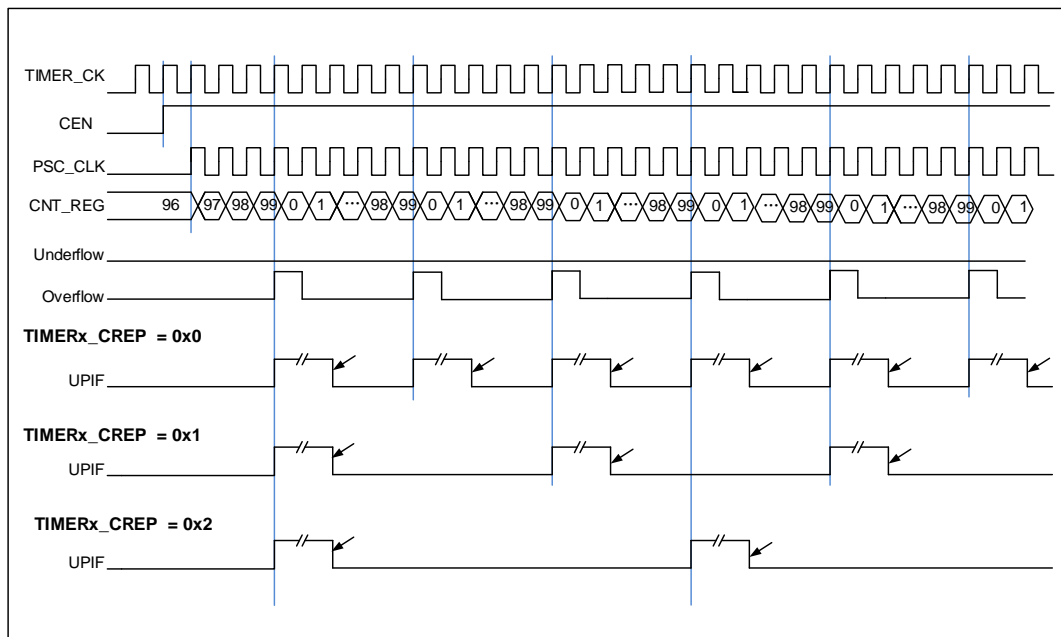 TIMER_CK
CEN
PSC_CLK
CNT_REG 96 97 98 99 0 1 ... 98 99 0 1 ... 98 99 0 1 ... 98 99 0 1 ... 98 99 0 1 ... 98 99 0 1
Underflow
Overflow
TIMERx_CREP = 0x0
UPIF
TIMERx_CREP = 0x1
UPIF
TIMERx_CREP = 0x2
UPIF